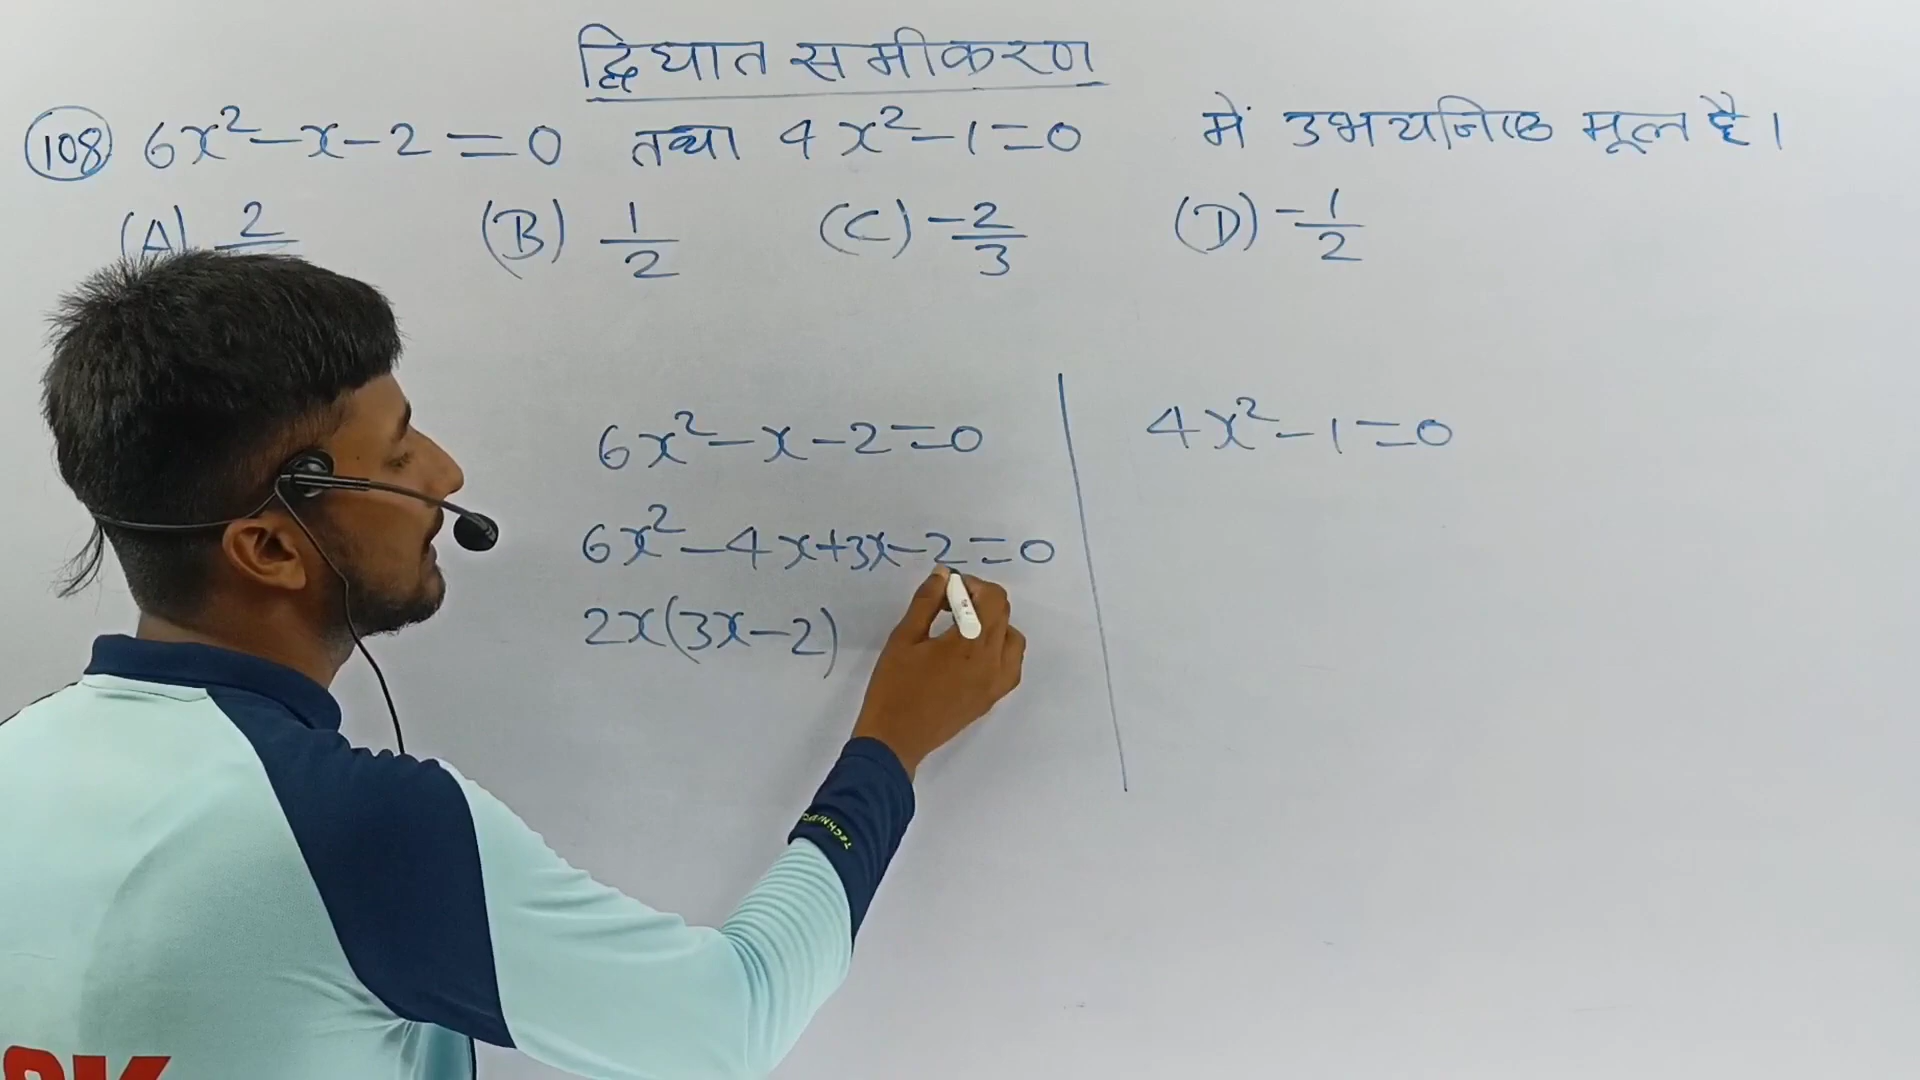 द्विघात समीकरण
108 6x² - x - 2 = 0 तथा 4x² - 1 = 0 में उभयनिष्ठ मूल है।
(A) 2 (B) 1/2 (C) -2/3 (D) -1/2
6x² - x - 2 = 0
6x² - 4x + 3x - 2 = 0
2x(3x - 2)
4x² - 1 = 0